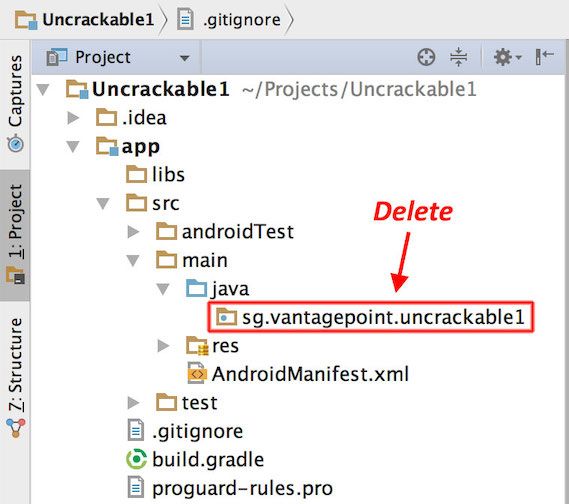 Uncrackable1 .gitignore
Captures
1: Project
Z: Structure
Project
Uncrackable1 ~/Projects/Uncrackable1
.idea
app
libs
src
Delete
androidTest
main
java
sg.vantagepoint.uncrackable1
res
AndroidManifest.xml
test
.gitignore
build.gradle
proguard-rules.pro